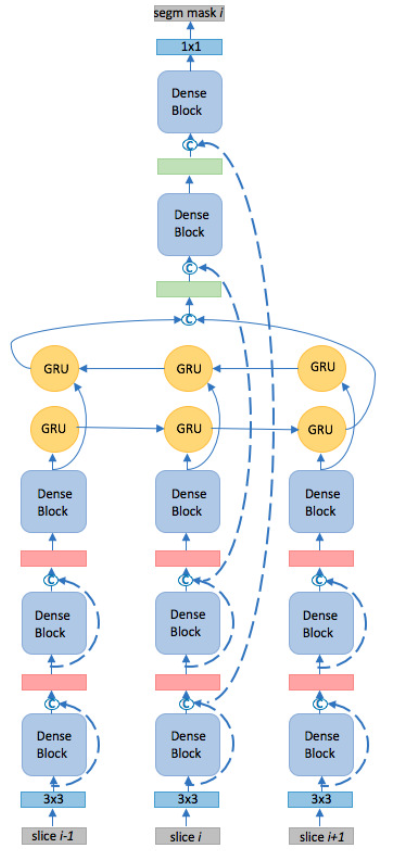 segm mask i
1x1
Dense
Block
C
Dense
Block
C
C
GRU GRU GRU
GRU GRU GRU
Dense Dense Dense
Block Block Block
C C C
Dense Dense Dense
Block Block Block
C C C
Dense Dense Dense
Block Block Block
3x3 3x3 3x3
slice i-1 slice i slice i+1